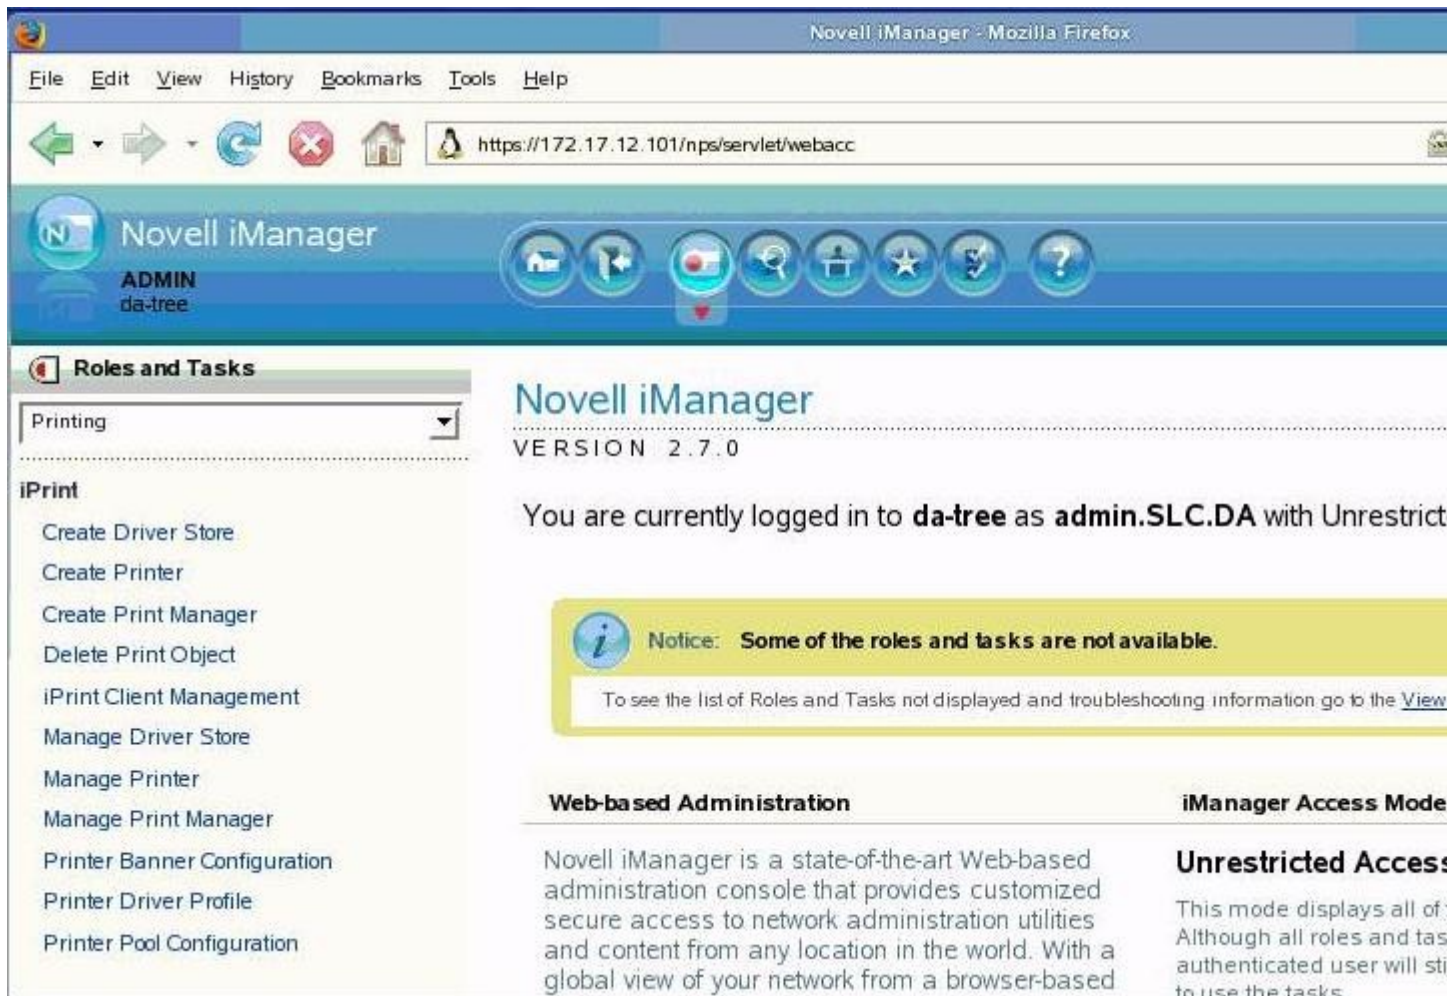 Novell iManager - Mozilla Firefox
File Edit View History Bookmarks Tools Help
https://172.17.12.101/nps/servlet/webacc
N
Novell iManager
ADMIN
da-tree
?
Roles and Tasks
Printing
iPrint
Create Driver Store
Create Printer
Create Print Manager
Delete Print Object
iPrint Client Management
Manage Driver Store
Manage Printer
Manage Print Manager
Printer Banner Configuration
Printer Driver Profile
Printer Pool Configuration
Novell iManager
VERSION 2.7.0
You are currently logged in to da-tree as admin.SLC.DA with Unrestrict
i
Notice: Some of the roles and tasks are not available.
To see the list of Roles and Tasks not displayed and troubleshooting information go to the View
Web-based Administration
Novell iManager is a state-of-the-art Web-based
administration console that provides customized
secure access to network administration utilities
and content from any location in the world. With a
global view of your network from a browser-based
iManager Access Mode
Unrestricted Access
This mode displays all of
Although all roles and tas
authenticated user will sti
to use the tasks